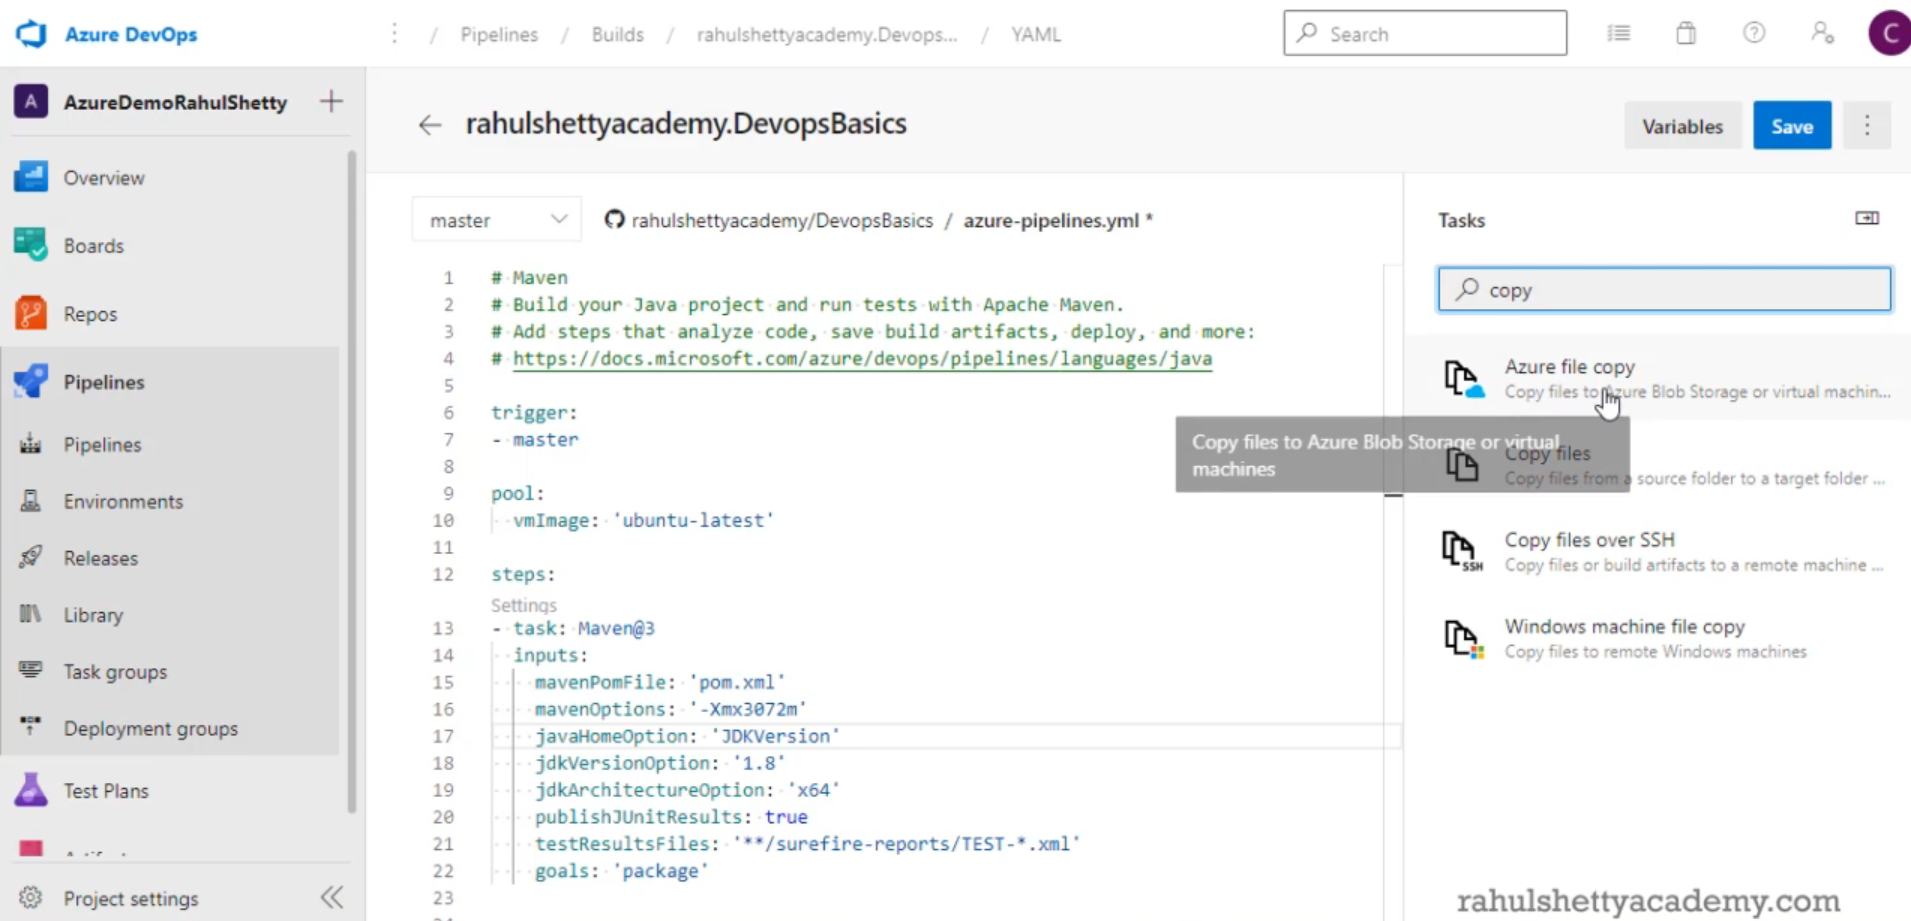 Azure DevOps
/ Pipelines / Builds / rahulshettyacademy.Devops... / YAML
Search
C
A AzureDemoRahulShetty
Overview
Boards
Repos
Pipelines
Pipelines
Environments
Releases
Library
Task groups
Deployment groups
Test Plans
Project settings
rahulshettyacademy.DevopsBasics
Variables
Save
master
rahulshettyacademy/DevopsBasics / azure-pipelines.yml *
1 # Maven
2 # Build your Java project and run tests with Apache Maven.
3 # Add steps that analyze code, save build artifacts, deploy, and more:
4 # https://docs.microsoft.com/azure/devops/pipelines/languages/java
5
6 trigger:
7 - master
8
9 pool:
10 vmImage: 'ubuntu-latest'
11
12 steps:
Settings
13 - task: Maven@3
14 inputs:
15 mavenPomFile: 'pom.xml'
16 mavenOptions: '-Xmx3072m'
17 javaHomeOption: 'JDKVersion'
18 jdkVersionOption: '1.8'
19 jdkArchitectureOption: 'x64'
20 publishJUnitResults: true
21 testResultsFiles: '**/surefire-reports/TEST-*.xml'
22 goals: 'package'
23
Tasks
copy
Azure file copy
Copy files to Azure Blob Storage or virtual machin...
Copy files to Azure Blob Storage or virtual
machines
Copy files
Copy files from a source folder to a target folder ...
Copy files over SSH
SSH
Copy files or build artifacts to a remote machine ...
Windows machine file copy
Copy files to remote Windows machines
rahulshettyacademy.com